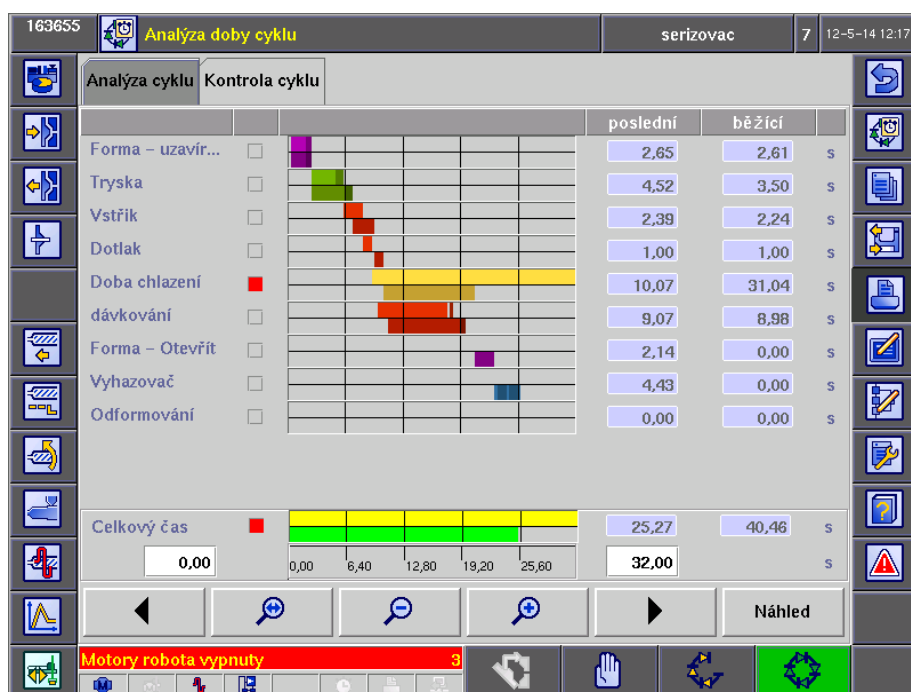 163655 Analýza doby cyklu serizovac 7 12-5-14 12:17
Analýza cyklu Kontrola cyklu
poslední běžící
Forma – uzavír... 2,65 2,61 s
Tryska 4,52 3,50 s
Vstřik 2,39 2,24 s
Dotlak 1,00 1,00 s
Doba chlazení 10,07 31,04 s
dávkování 9,07 8,98 s
Forma – Otevřít 2,14 0,00 s
Vyhazovač 4,43 0,00 s
Odformování 0,00 0,00 s
Celkový čas 25,27 40,46 s
0,00 0,00 6,40 12,80 19,20 25,60 32,00 s
Náhled
Motory robota vypnuty 3 3